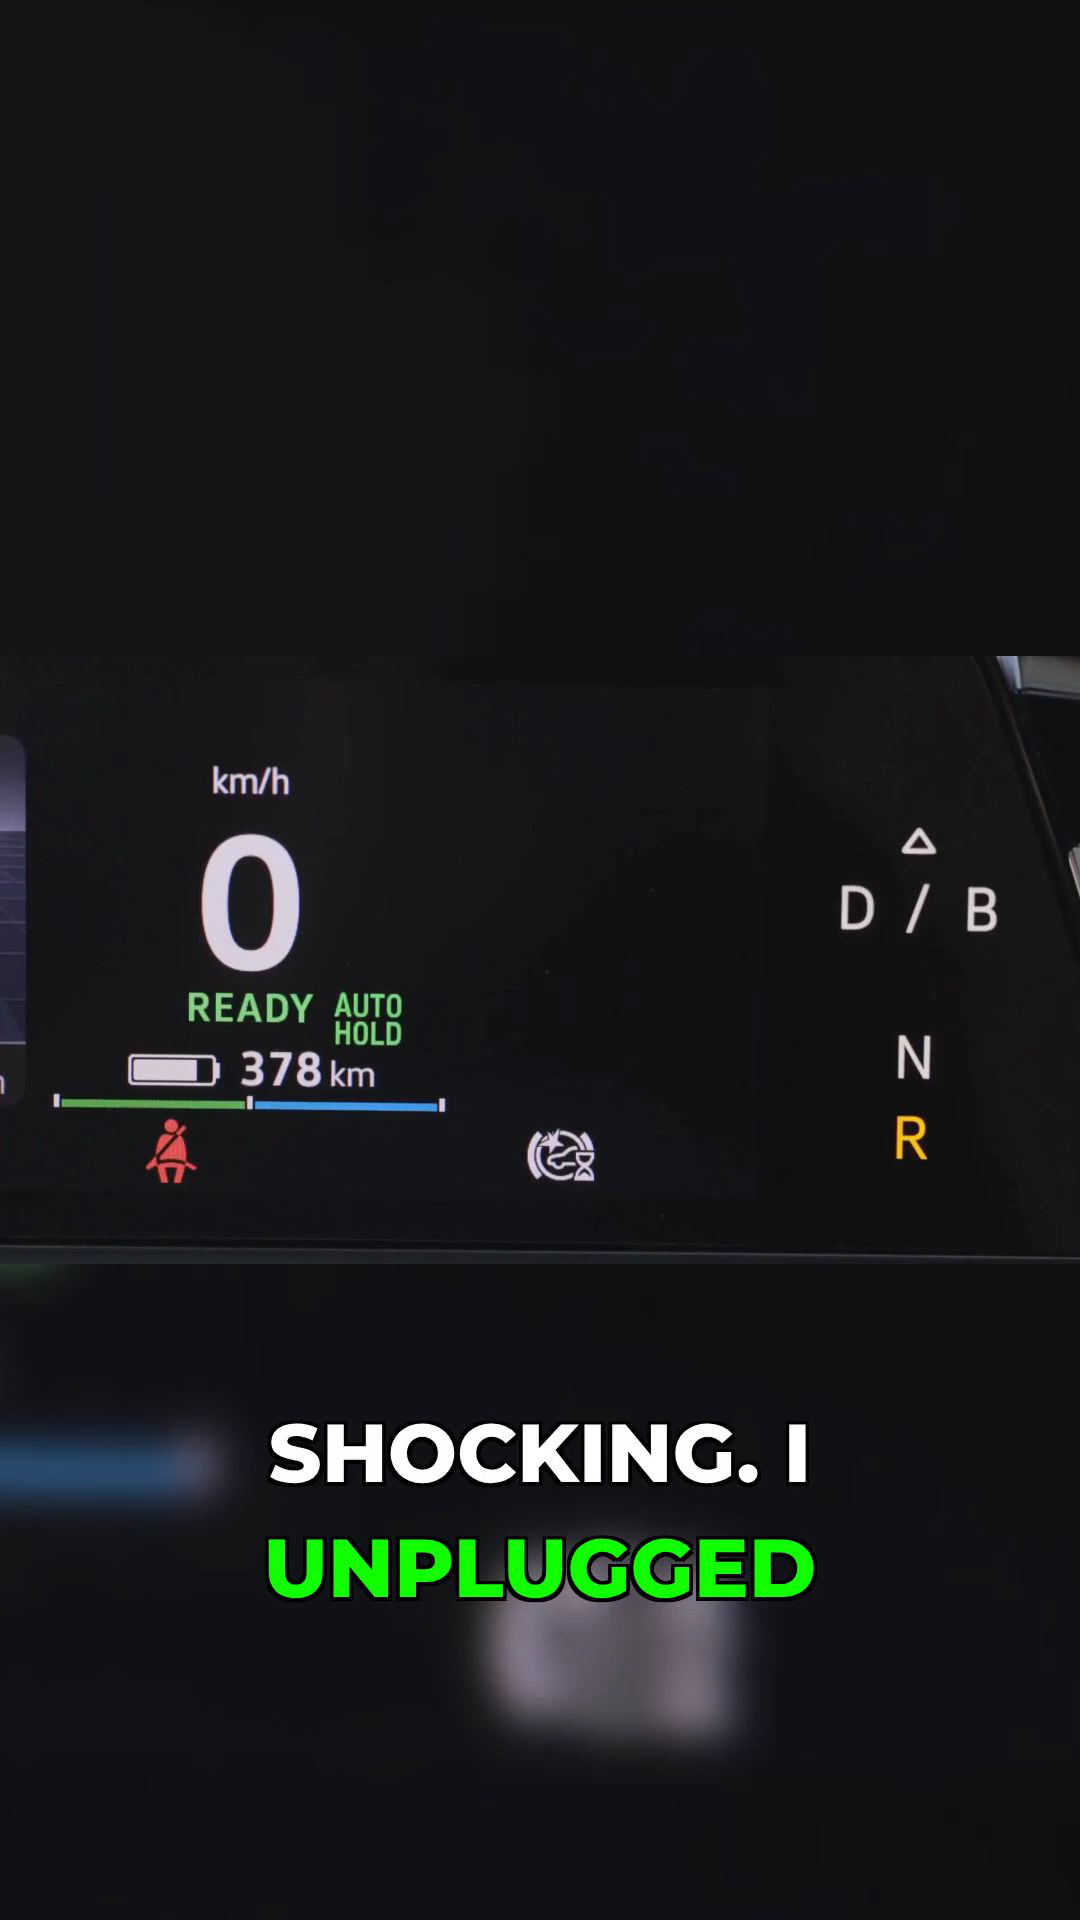 km/h
0
READY AUTO HOLD
378 km
D / B
N
R
SHOCKING. I
UNPLUGGED